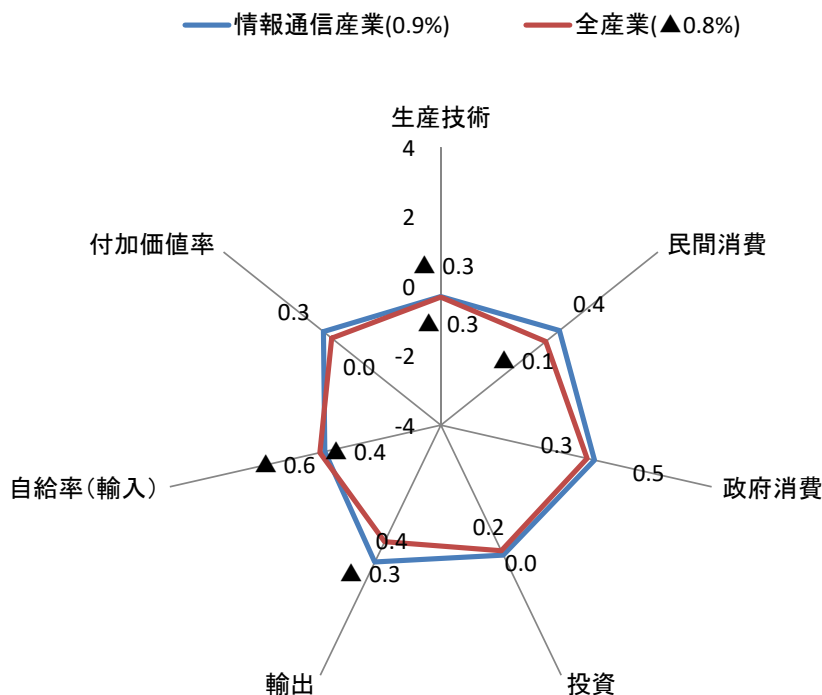 情報通信産業(0.9%) 全産業(▲0.8%)
生産技術
4
2
付加価値率 民間消費
▲ 0.3
0
0.3 0.4
▲ 0.3
0.0 -2 ▲ 0.1
-4 0.3
▲ 0.6 ▲ 0.4 0.5
自給率(輸入) 政府消費
0.4 0.2
▲ 0.3 0.0
輸出 投資